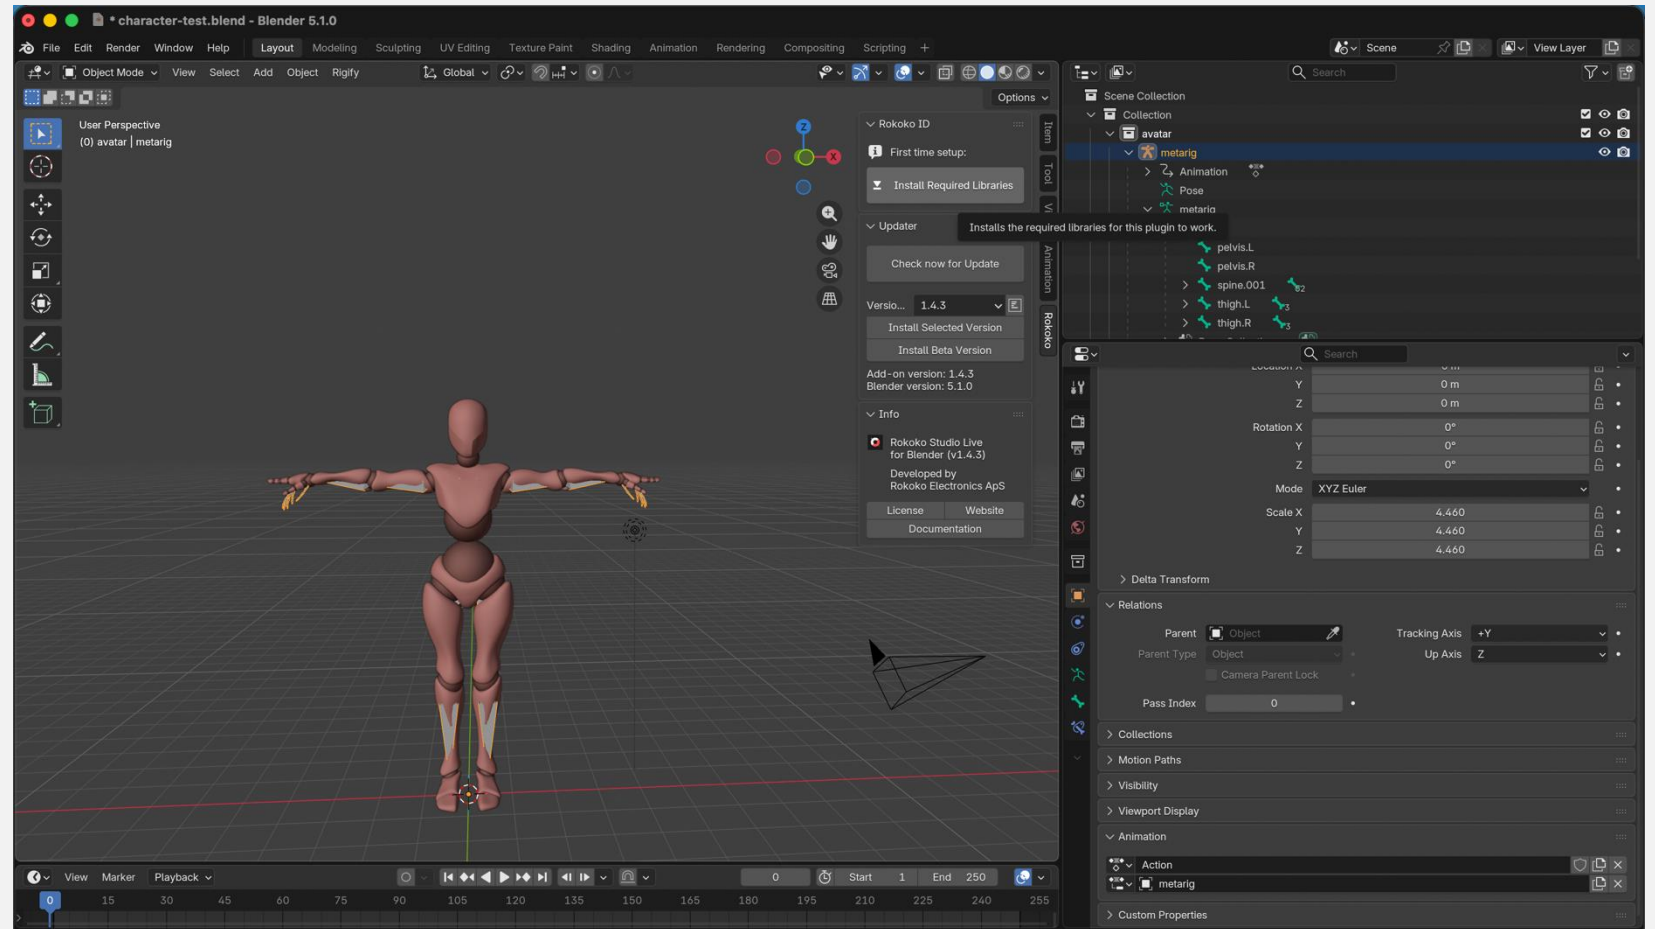 * character-test.blend - Blender 5.1.0
File Edit Render Window Help Layout Modeling Sculpting UV Editing Texture Paint Shading Animation Rendering Compositing Scripting + Scene View Layer
Object Mode View Select Add Object Rigify Global Search
Options
User Perspective
(0) avatar | metarig
Z
X
Rokoko ID
First time setup:
Install Required Libraries
Updater
Installs the required libraries for this plugin to work.
Check now for Update
Versio... 1.4.3
Install Selected Version
Install Beta Version
Add-on version: 1.4.3
Blender version: 5.1.0
Info
Rokoko Studio Live
for Blender (v1.4.3)
Developed by
Rokoko Electronics ApS
License Website
Documentation
Item
Tool
Animation
Rokoko
Scene Collection
Collection
avatar
metarig
Animation
Pose
metarig
pelvis.L
pelvis.R
spine.001 62
thigh.L 3
thigh.R 3
Search
Location X 0 m
Y 0 m
Z 0 m
Rotation X 0°
Y 0°
Z 0°
Mode XYZ Euler
Scale X 4.460
Y 4.460
Z 4.460
Delta Transform
Relations
Parent Object Tracking Axis +Y
Parent Type Object Up Axis Z
Camera Parent Lock
Pass Index 0
Collections
Motion Paths
Visibility
Viewport Display
Animation
Action
metarig
Custom Properties
View Marker Playback 0 Start 1 End 250
0 15 30 45 60 75 90 105 120 135 150 165 180 195 210 225 240 255